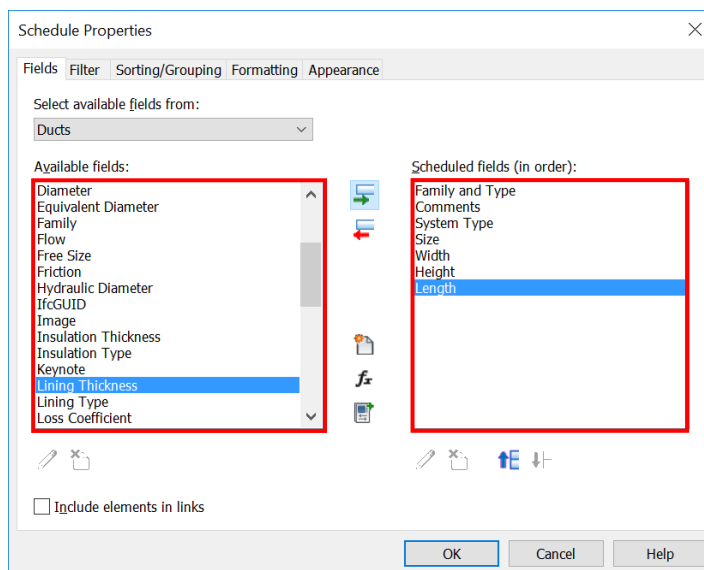 Schedule Properties
Fields Filter Sorting/Grouping Formatting Appearance
Select available fields from:
Ducts
Available fields:
Diameter
Equivalent Diameter
Family
Flow
Free Size
Friction
Hydraulic Diameter
IfcGUID
Image
Insulation Thickness
Insulation Type
Keynote
Lining Thickness
Lining Type
Loss Coefficient
fx
Scheduled fields (in order):
Family and Type
Comments
System Type
Size
Width
Height
Length
Include elements in links
OK Cancel Help